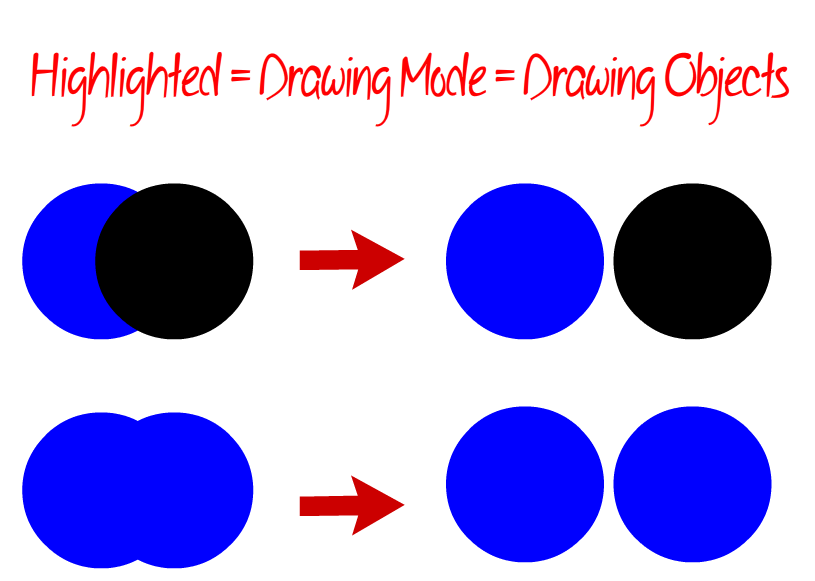 Highlighted = Drawing Mode = Drawing Objects